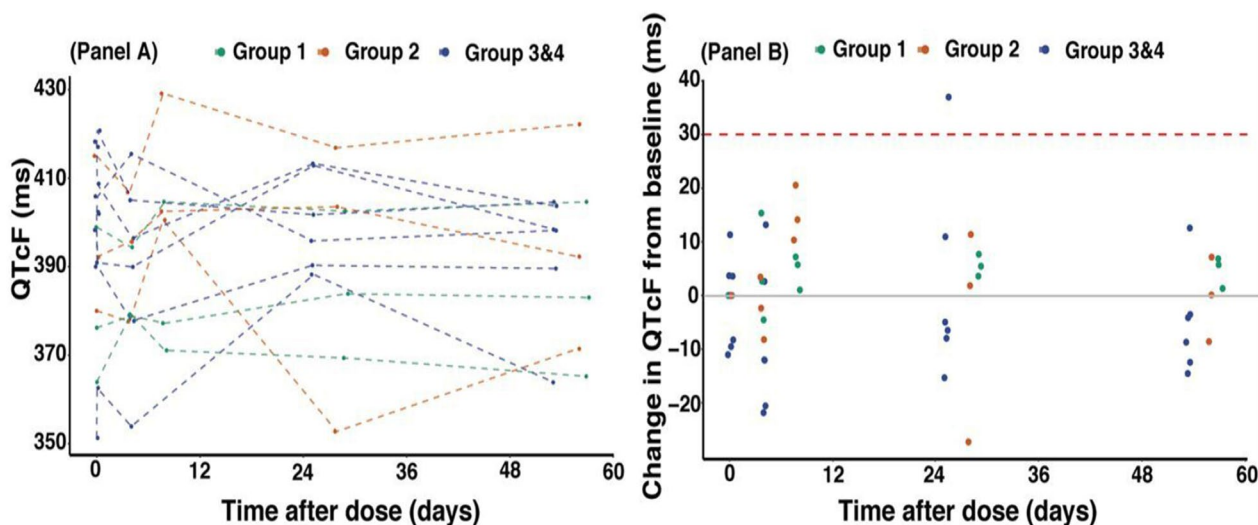 (Panel A) Group 1 Group 2 Group 3&4
QTcF (ms)
430
410
390
370
350
0 12 24 36 48 60
Time after dose (days)
(Panel B) Group 1 Group 2 Group 3&4
Change in QTcF from baseline (ms)
40
30
20
10
0
−10
−20
0 12 24 36 48 60
Time after dose (days)